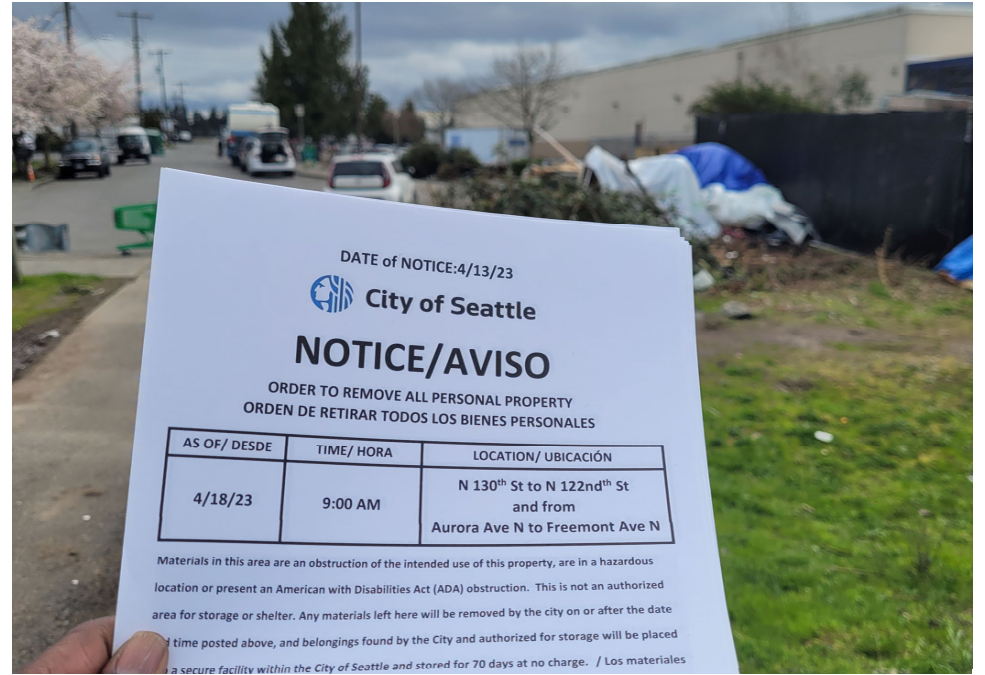 DATE of NOTICE:4/13/23
City of Seattle
NOTICE/AVISO
ORDER TO REMOVE ALL PERSONAL PROPERTY
ORDEN DE RETIRAR TODOS LOS BIENES PERSONALES
AS OF/ DESDE TIME/ HORA LOCATION/ UBICACIÓN
4/18/23 9:00 AM N 130th St to N 122nd St
and from
Aurora Ave N to Freemont Ave N
Materials in this area are an obstruction of the intended use of this property, are in a hazardous
location or present an American with Disabilities Act (ADA) obstruction. This is not an authorized
area for storage or shelter. Any materials left here will be removed by the city on or after the date
time posted above, and belongings found by the City and authorized for storage will be placed
a secure facility within the City of Seattle and stored for 70 days at no charge. / Los materiales